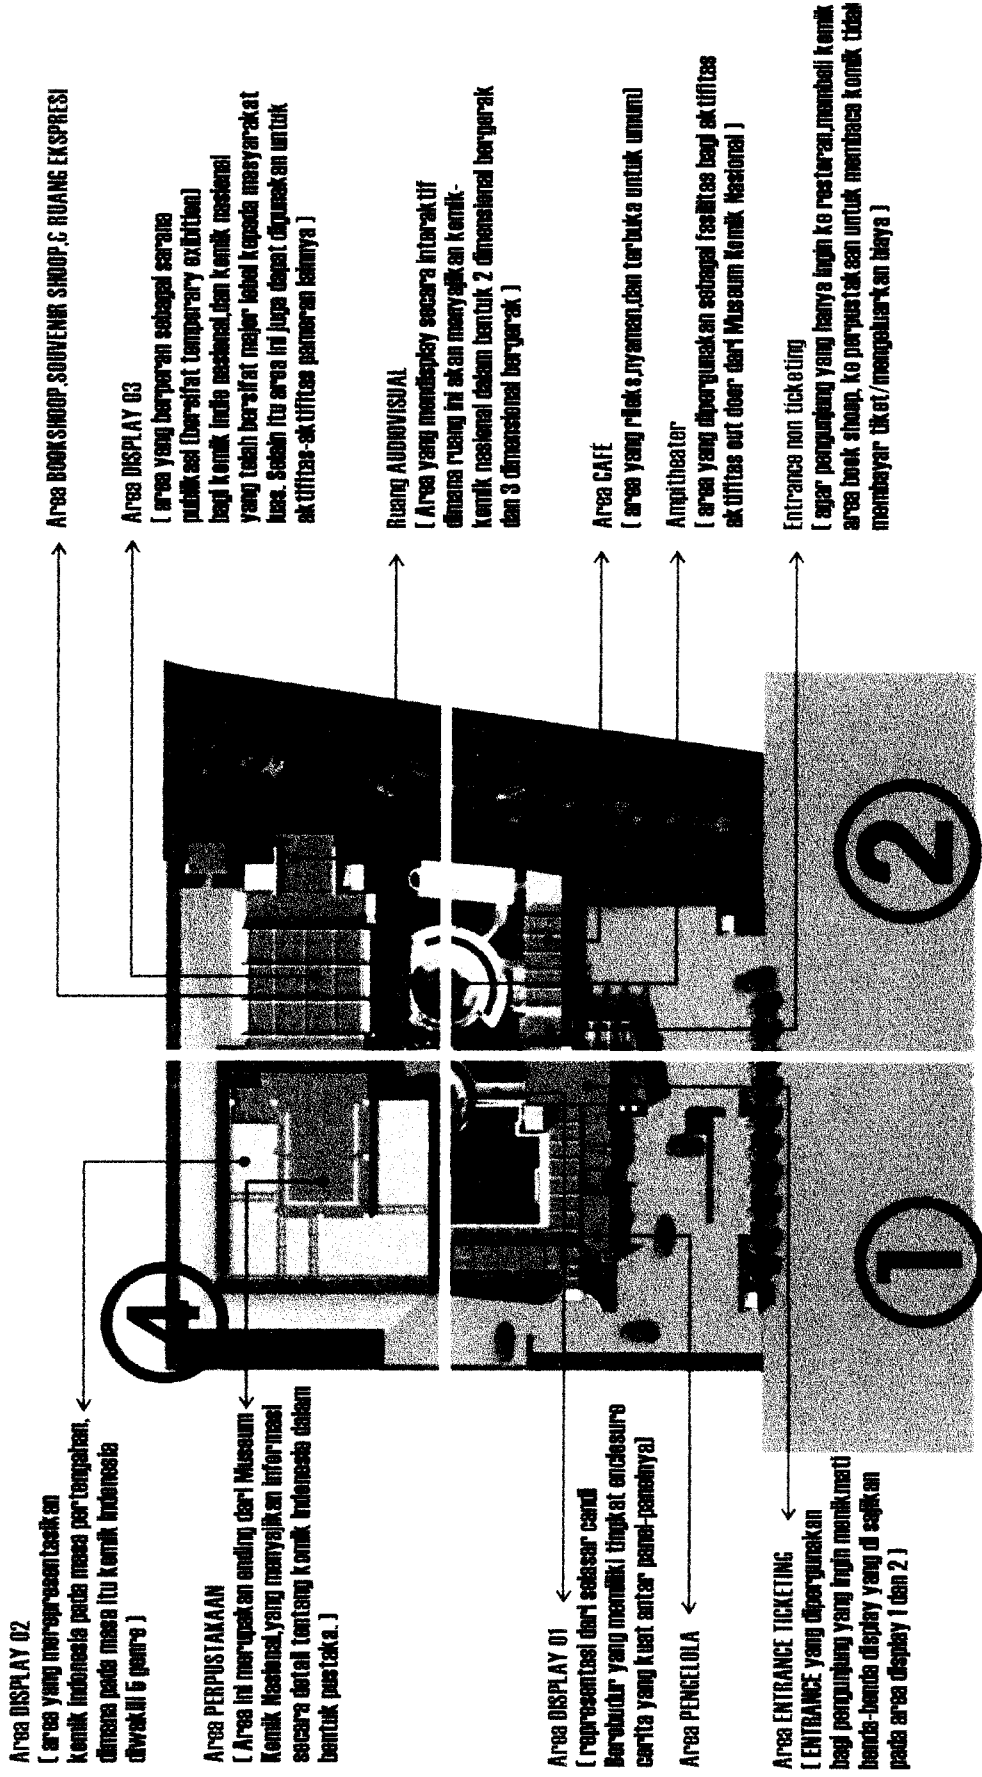 Area DISPLAY 02
( area yang merepresentasikan
komik Indonesia pada masa pertengahan,
dimana pada masa itu komik Indonesia
diwakili 6 genre )
Area PERPUSTAKAAN
( Area ini merupakan ending dari Museum
Komik Nasional,yang menyajikan informasi
secara detail tentang komik Indonesia dalam
bentuk pustaka. )
Area DISPLAY 01
( representasi dari selasar candi
Borobudur yang memiliki tingkat enclosure
carita yang kuat antar panel-panelnya)
Area PENGELOLA
Area ENTRANCE TICKETING
( ENTRANCE yang dipergunakan
bagi pengunjung yang ingin menikmati
benda-benda display yang di sajikan
pada area display 1 dan 2 )
4
1
2
Area BOOKSHOOP,SOUVENIR SHOOP,& RUANG EKSPRESI
Area DISPLAY 03
( area yang berperan sebagai sarana
publikasi (bersifat temporary exibition)
bagi komik indie nasional,dan komik nasional
yang telah bersifat major lebel kepada masyarakat
luas. Selain itu area ini juga dapat digunakan untuk
aktifitas-aktifitas pameran lainnya )
Ruang AUDIOVISUAL
( Area yang mendisplay secara interaktif
dimana ruang ini akan menyajikan komik-
komik nasional dalam bentuk 2 dimensional bergerak
dan 3 dimensional bergerak )
Area CAFÉ
( area yang rileks,nyaman,dan terbuka untuk umum)
Ampitheater
( area yang dipergunakan sebagai fasilitas bagi aktifitas
aktifitas out door dari Museum Komik Nasional )
Entrance non ticketing
( agar pengunjung yang hanya ingin ke restoran,membeli komik
area book shoop, ke perpustakaan untuk membaca komik tidak
membayar tiket/mengeluarkan biaya )